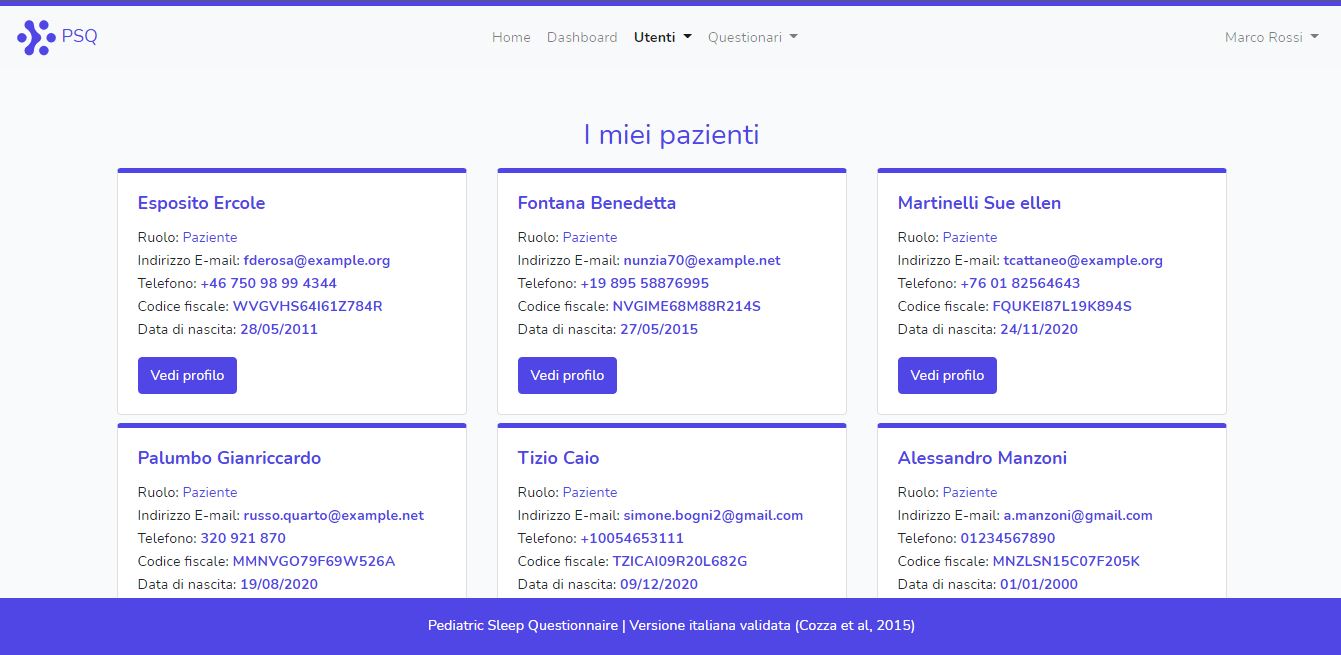 PSQ
Home Dashboard Utenti Questionari Marco Rossi
I miei pazienti
Esposito Ercole
Ruolo: Paziente
Indirizzo E-mail: fderosa@example.org
Telefono: +46 750 98 99 4344
Codice fiscale: WVGVHS64I61Z784R
Data di nascita: 28/05/2011
Vedi profilo
Fontana Benedetta
Ruolo: Paziente
Indirizzo E-mail: nunzia70@example.net
Telefono: +19 895 58876995
Codice fiscale: NVGIME68M88R214S
Data di nascita: 27/05/2015
Vedi profilo
Martinelli Sue ellen
Ruolo: Paziente
Indirizzo E-mail: tcattaneo@example.org
Telefono: +76 01 82564643
Codice fiscale: FQUKEI87L19K894S
Data di nascita: 24/11/2020
Vedi profilo
Palumbo Gianriccardo
Ruolo: Paziente
Indirizzo E-mail: russo.quarto@example.net
Telefono: 320 921 870
Codice fiscale: MMNVGO79F69W526A
Data di nascita: 19/08/2020
Tizio Caio
Ruolo: Paziente
Indirizzo E-mail: simone.bogni2@gmail.com
Telefono: +10054653111
Codice fiscale: TZICAI09R20L682G
Data di nascita: 09/12/2020
Alessandro Manzoni
Ruolo: Paziente
Indirizzo E-mail: a.manzoni@gmail.com
Telefono: 01234567890
Codice fiscale: MNZLSN15C07F205K
Data di nascita: 01/01/2000
Pediatric Sleep Questionnaire | Versione italiana validata (Cozza et al, 2015)